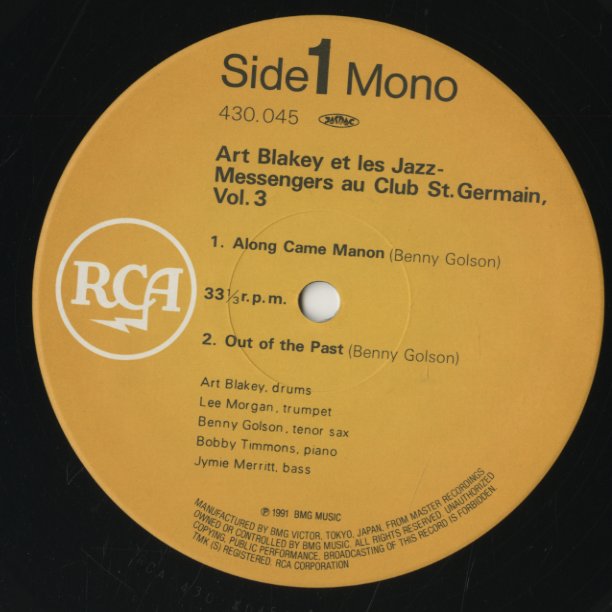 Side 1 Mono
430.045 JASRAC
Art Blakey et les Jazz-
Messengers au Club St.Germain,
Vol.3
1. Along Came Manon (Benny Golson)
RCA
33⅓r.p.m.
2. Out of the Past (Benny Golson)
Art Blakey, drums
Lee Morgan, trumpet
Benny Golson, tenor sax
Bobby Timmons, piano
Jymie Merritt, bass
℗ 1991 BMG MUSIC
MANUFACTURED BY BMG VICTOR, TOKYO, JAPAN. FROM MASTER RECORDINGS
OWNED OR CONTROLLED BY BMG MUSIC. ALL RIGHTS RESERVED. UNAUTHORIZED
COPYING, PUBLIC PERFORMANCE, BROADCASTING OF THIS RECORD IS FORBIDDEN.
TMK (S) REGISTERED. RCA CORPORATION